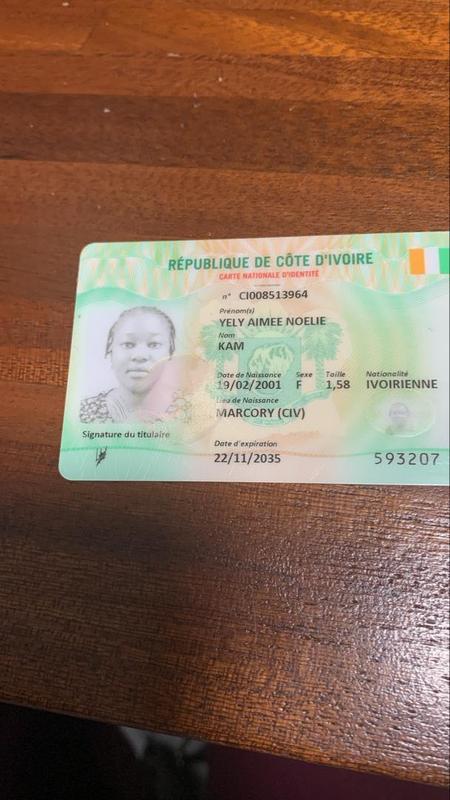 RÉPUBLIQUE DE CÔTE D'IVOIRE
CARTE NATIONALE D'IDENTITÉ
n° CI008513964
Prénom(s)
YELY AIMEE NOELIE
Nom
KAM
Date de Naissance Sexe Taille Nationalité
19/02/2001 F 1,58 IVOIRIENNE
Lieu de Naissance
MARCORY (CIV)
Signature du titulaire
Date d'expiration
22/11/2035
593207